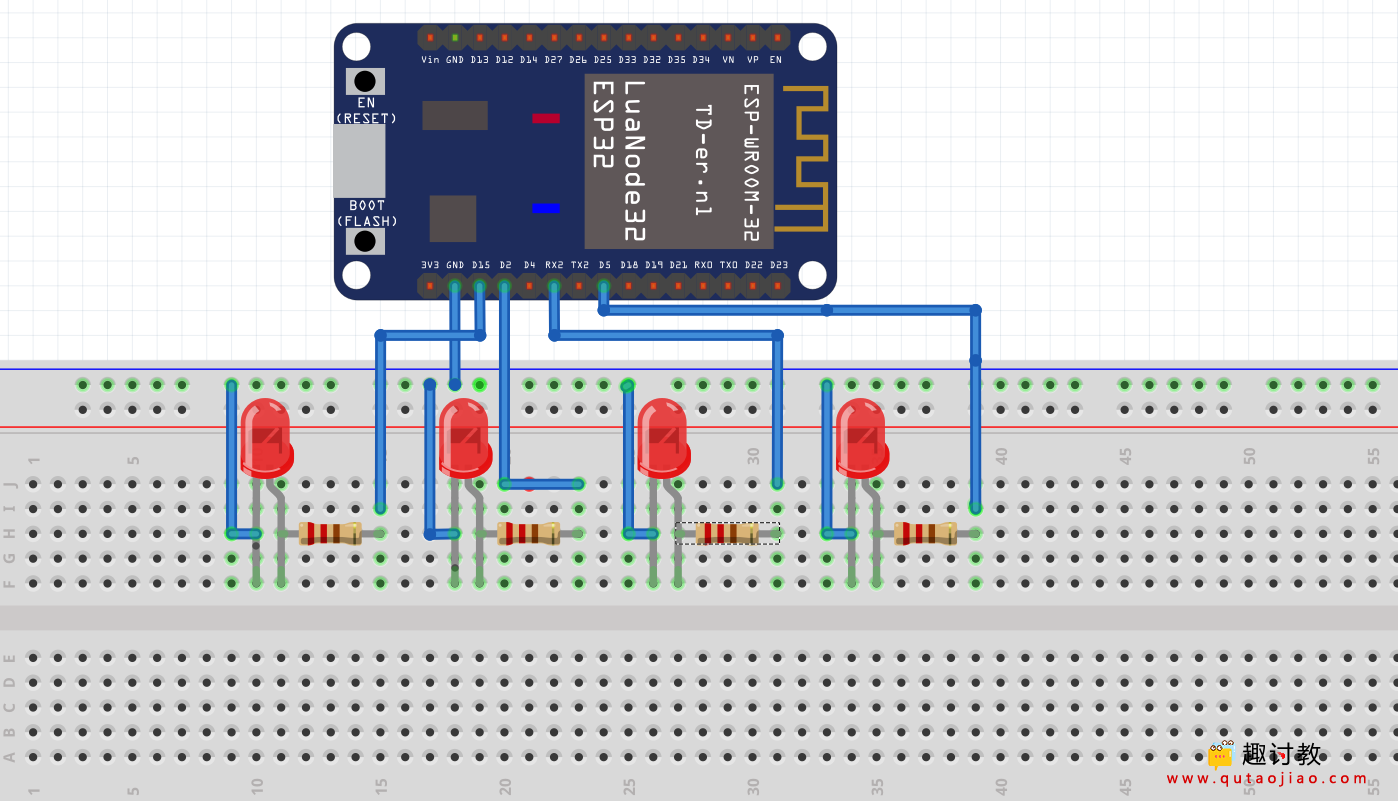 Vin GND D13 D12 D14 D27 D26 D25 D33 D32 D35 D34 VN VP EN
EN
(RESET)
BOOT
(FLASH)
ESP32
LuaNode32
TD-er.nl
ESP-WROOM-32
3V3 GND D15 D2 D4 RX2 TX2 D5 D18 D19 D21 RX0 TX0 D22 D23
1 5 30 40 45 50 55
J
I
H
G
F
E
D
C
B
A
1 5 10 15 20 25 30 35 40 45 50 55
趣讨教
www.qutaojiao.com